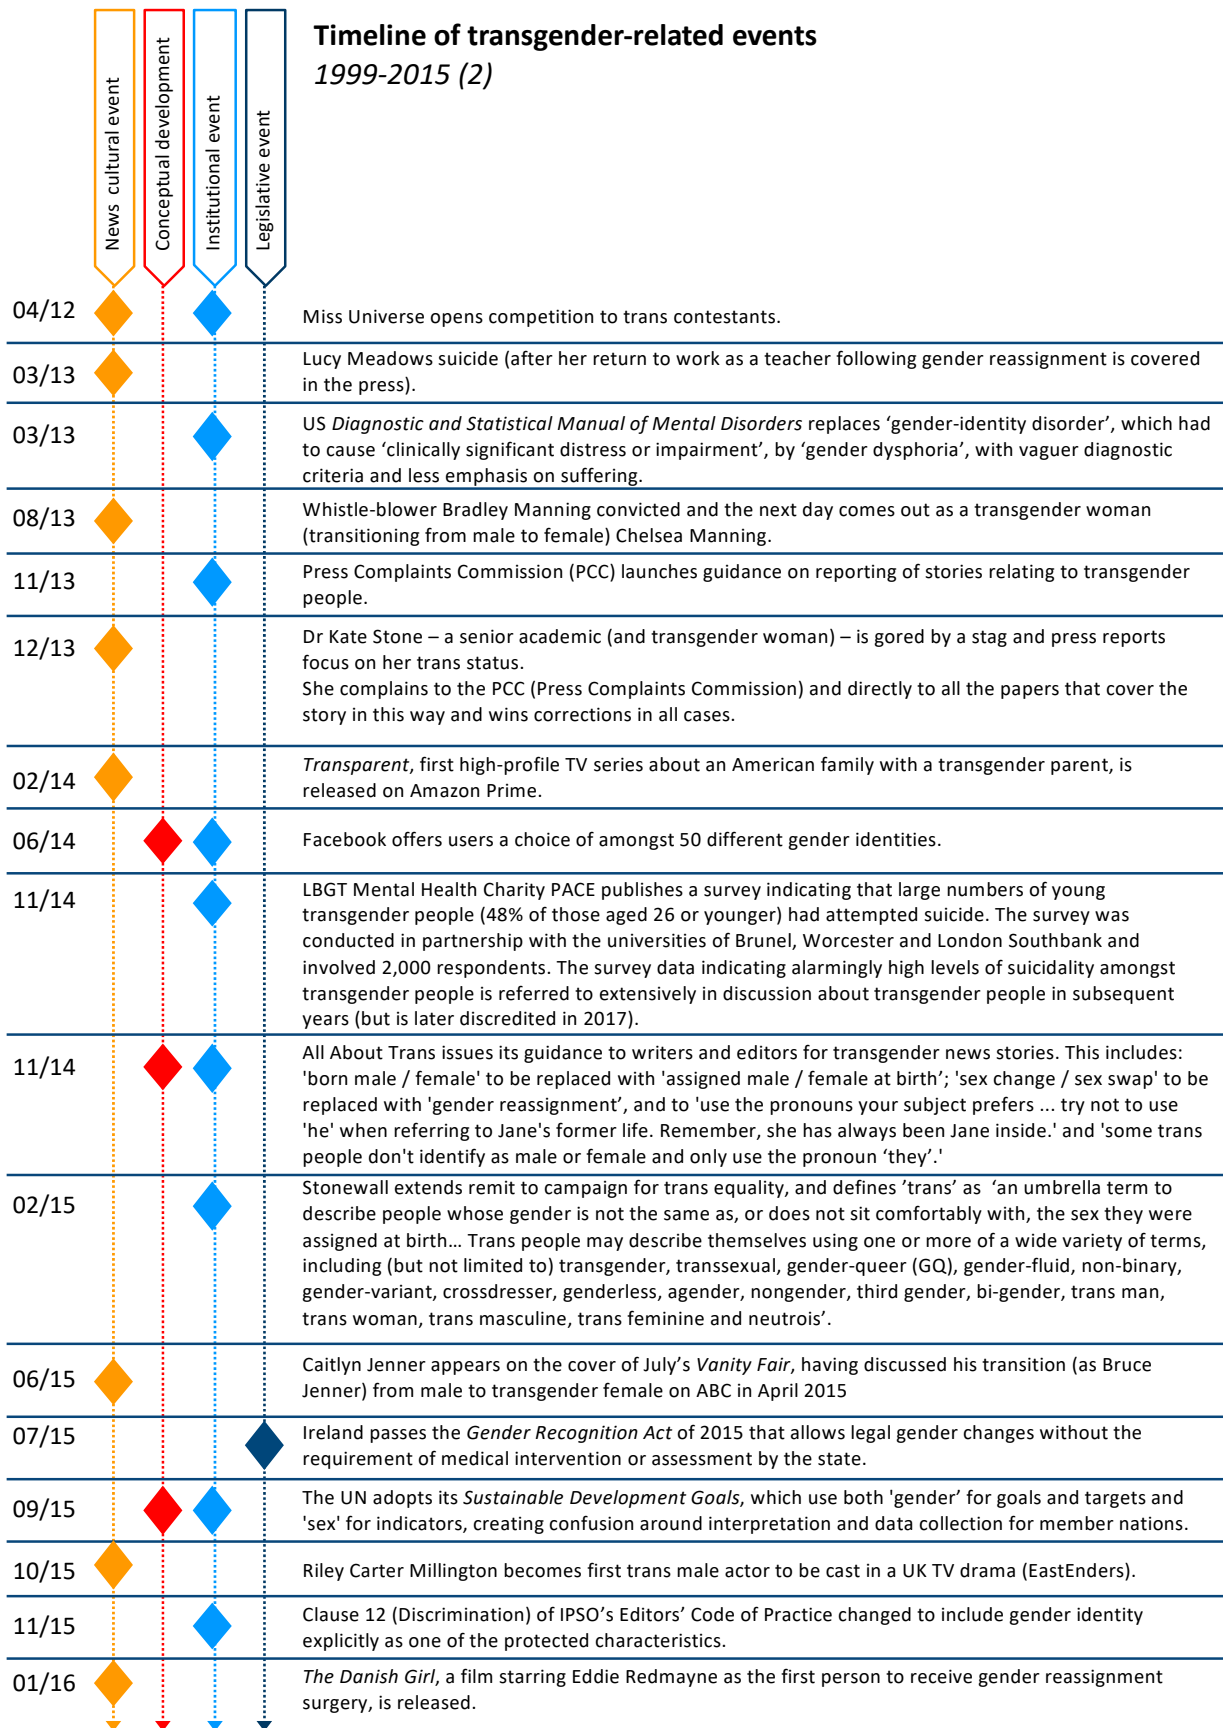 Timeline of transgender-related events
1999-2015 (2)
News cultural event
Conceptual development
Institutional event
Legislative event
04/12
Miss Universe opens competition to trans contestants.
03/13
Lucy Meadows suicide (after her return to work as a teacher following gender reassignment is covered
in the press).
03/13
US Diagnostic and Statistical Manual of Mental Disorders replaces ‘gender-identity disorder’, which had
to cause ‘clinically significant distress or impairment’, by ‘gender dysphoria’, with vaguer diagnostic
criteria and less emphasis on suffering.
08/13
Whistle-blower Bradley Manning convicted and the next day comes out as a transgender woman
(transitioning from male to female) Chelsea Manning.
11/13
Press Complaints Commission (PCC) launches guidance on reporting of stories relating to transgender
people.
12/13
Dr Kate Stone – a senior academic (and transgender woman) – is gored by a stag and press reports
focus on her trans status.
She complains to the PCC (Press Complaints Commission) and directly to all the papers that cover the
story in this way and wins corrections in all cases.
02/14
Transparent, first high-profile TV series about an American family with a transgender parent, is
released on Amazon Prime.
06/14
Facebook offers users a choice of amongst 50 different gender identities.
11/14
LBGT Mental Health Charity PACE publishes a survey indicating that large numbers of young
transgender people (48% of those aged 26 or younger) had attempted suicide. The survey was
conducted in partnership with the universities of Brunel, Worcester and London Southbank and
involved 2,000 respondents. The survey data indicating alarmingly high levels of suicidality amongst
transgender people is referred to extensively in discussion about transgender people in subsequent
years (but is later discredited in 2017).
11/14
All About Trans issues its guidance to writers and editors for transgender news stories. This includes:
'born male / female' to be replaced with 'assigned male / female at birth’; 'sex change / sex swap' to be
replaced with 'gender reassignment’, and to 'use the pronouns your subject prefers ... try not to use
'he' when referring to Jane's former life. Remember, she has always been Jane inside.' and 'some trans
people don't identify as male or female and only use the pronoun ‘they’.'
02/15
Stonewall extends remit to campaign for trans equality, and defines ’trans’ as ‘an umbrella term to
describe people whose gender is not the same as, or does not sit comfortably with, the sex they were
assigned at birth… Trans people may describe themselves using one or more of a wide variety of terms,
including (but not limited to) transgender, transsexual, gender-queer (GQ), gender-fluid, non-binary,
gender-variant, crossdresser, genderless, agender, nongender, third gender, bi-gender, trans man,
trans woman, trans masculine, trans feminine and neutrois’.
06/15
Caitlyn Jenner appears on the cover of July’s Vanity Fair, having discussed his transition (as Bruce
Jenner) from male to transgender female on ABC in April 2015
07/15
Ireland passes the Gender Recognition Act of 2015 that allows legal gender changes without the
requirement of medical intervention or assessment by the state.
09/15
The UN adopts its Sustainable Development Goals, which use both 'gender’ for goals and targets and
'sex' for indicators, creating confusion around interpretation and data collection for member nations.
10/15
Riley Carter Millington becomes first trans male actor to be cast in a UK TV drama (EastEnders).
11/15
Clause 12 (Discrimination) of IPSO’s Editors’ Code of Practice changed to include gender identity
explicitly as one of the protected characteristics.
01/16
The Danish Girl, a film starring Eddie Redmayne as the first person to receive gender reassignment
surgery, is released.